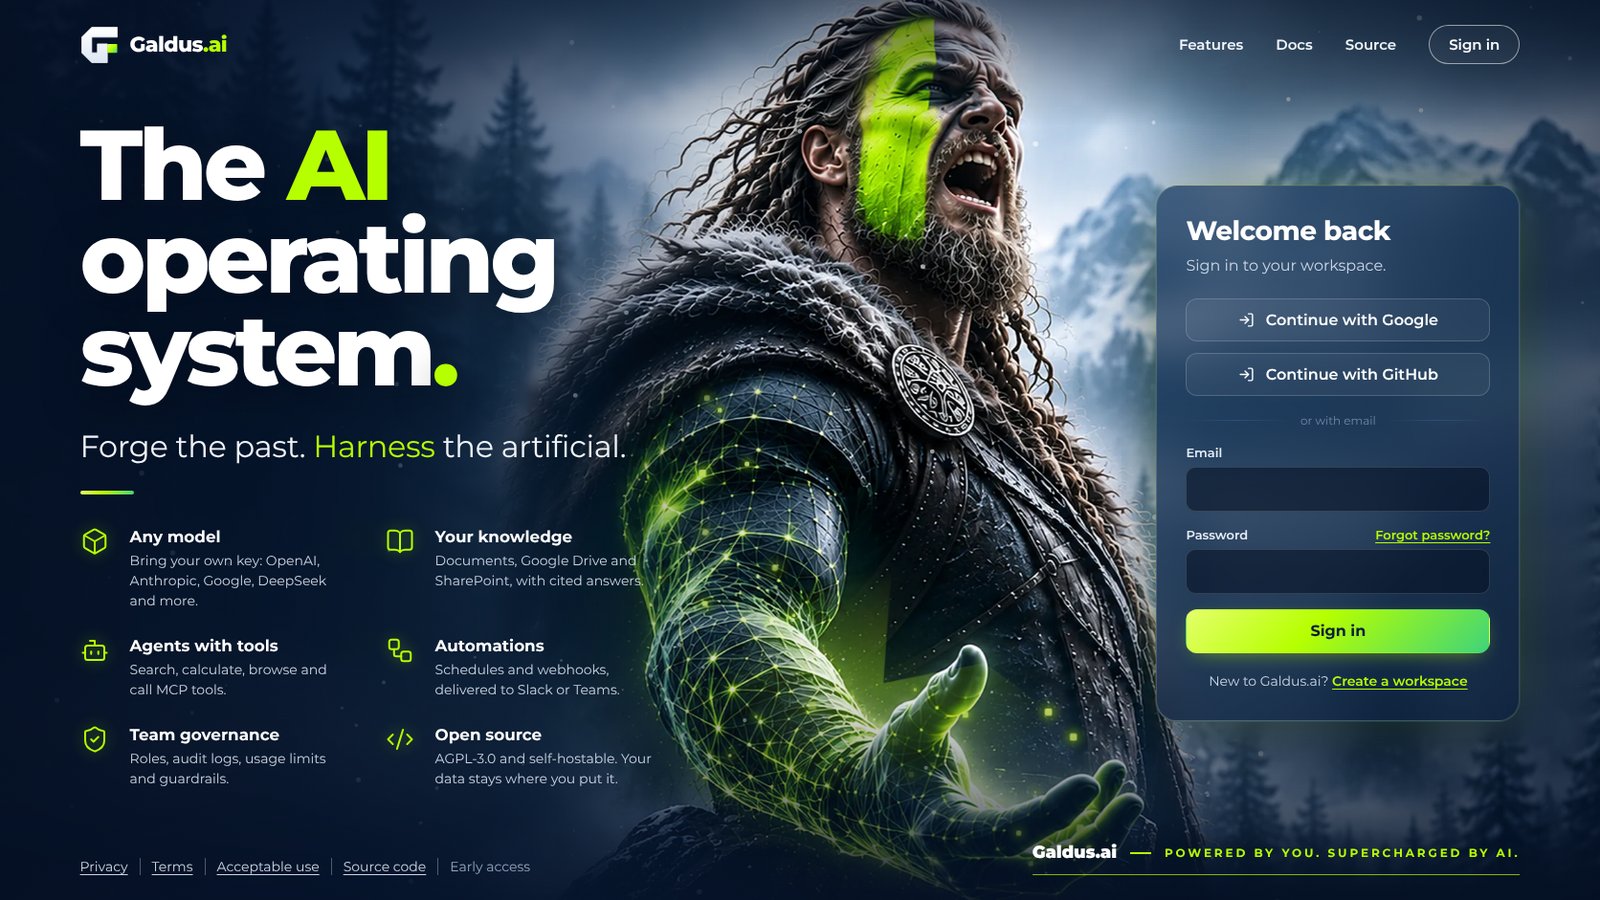 Galdus.ai
Features
Docs
Source
Sign in
The AI
operating
system.
Forge the past. Harness the artificial.
Any model
Bring your own key: OpenAI,
Anthropic, Google, DeepSeek
and more.
Your knowledge
Documents, Google Drive and
SharePoint, with cited answers.
Agents with tools
Search, calculate, browse and
call MCP tools.
Automations
Schedules and webhooks,
delivered to Slack or Teams.
Team governance
Roles, audit logs, usage limits
and guardrails.
Open source
AGPL-3.0 and self-hostable. Your
data stays where you put it.
Welcome back
Sign in to your workspace.
Continue with Google
Continue with GitHub
or with email
Email
Password
Forgot password?
Sign in
New to Galdus.ai? Create a workspace
Privacy
Terms
Acceptable use
Source code
Early access
Galdus.ai — POWERED BY YOU. SUPERCHARGED BY AI.